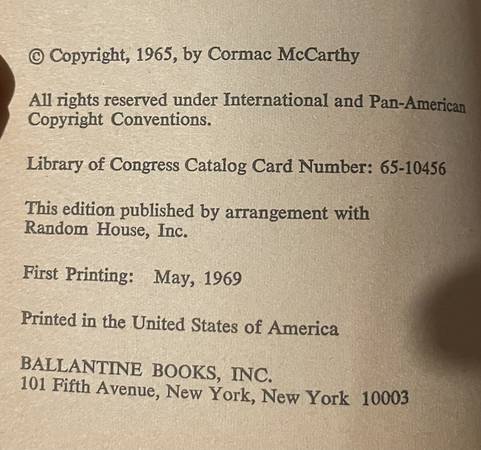 © Copyright, 1965, by Cormac McCarthy
All rights reserved under International and Pan-American
Copyright Conventions.
Library of Congress Catalog Card Number: 65-10456
This edition published by arrangement with
Random House, Inc.
First Printing: May, 1969
Printed in the United States of America
BALLANTINE BOOKS, INC.
101 Fifth Avenue, New York, New York 10003